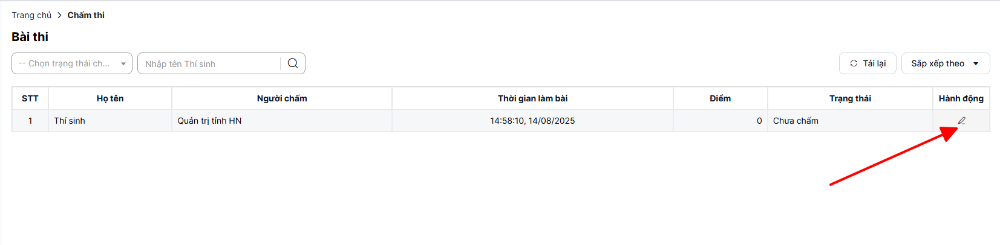 Trang chủ > Chấm thi
Bài thi
-- Chọn trạng thái ch... Nhập tên Thí sinh Tải lại Sắp xếp theo
STT Họ tên Người chấm Thời gian làm bài Điểm Trạng thái Hành động
1 Thí sinh Quản trị tỉnh HN 14:58:10, 14/08/2025 0 Chưa chấm